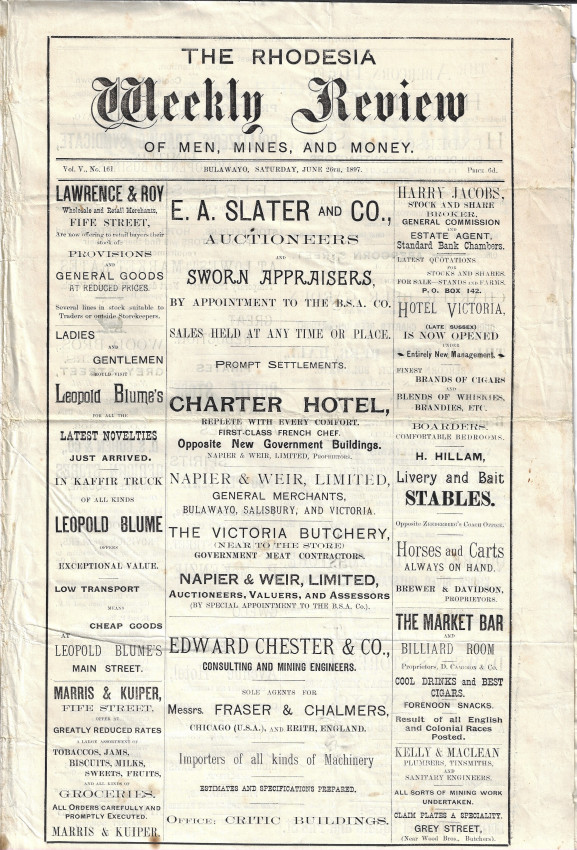 THE RHODESIA
Weekly Review
OF MEN, MINES, AND MONEY.
Vol. V., No. 161
BULAWAYO, SATURDAY, JUNE 26TH, 1897.
PRICE 6d.
LAWRENCE & ROY
Wholesale and Retail Merchants,
FIFE STREET,
Are now offering to retail buyers their
stock of:
PROVISIONS
AND
GENERAL GOODS
AT REDUCED PRICES.
Several lines in stock suitable to
Traders or outside Storekeepers.
LADIES
AND
GENTLEMEN
SHOULD VISIT
Leopold Blume's
FOR ALL THE
LATEST NOVELTIES
JUST ARRIVED.
IN KAFFIR TRUCK
OF ALL KINDS
LEOPOLD BLUME
OFFERS
EXCEPTIONAL VALUE.
LOW TRANSPORT
MEANS
CHEAP GOODS
AT
LEOPOLD BLUME'S
MAIN STREET.
MARRIS & KUIPER,
FIFE STREET,
OFFER AT
GREATLY REDUCED RATES
A LARGE ASSORTMENT OF
TOBACCOS, JAMS,
BISCUITS, MILKS,
SWEETS, FRUITS,
AND ALL KINDS OF
GROCERIES.
ALL ORDERS CAREFULLY AND
PROMPTLY EXECUTED.
MARRIS & KUIPER.
E. A. SLATER AND CO.,
AUCTIONEERS
AND
SWORN APPRAISERS,
BY APPOINTMENT TO THE B.S.A. CO.
SALES HELD AT ANY TIME OR PLACE.
PROMPT SETTLEMENTS.
CHARTER HOTEL,
REPLETE WITH EVERY COMFORT.
FIRST-CLASS FRENCH CHEF.
Opposite New Government Buildings.
NAPIER & WEIR, LIMITED, PROPRIETORS.
NAPIER & WEIR, LIMITED,
GENERAL MERCHANTS,
BULAWAYO, SALISBURY, AND VICTORIA.
THE VICTORIA BUTCHERY,
(NEAR TO THE STORE)
GOVERNMENT MEAT CONTRACTORS.
NAPIER & WEIR, LIMITED,
AUCTIONEERS, VALUERS, AND ASSESSORS
(BY SPECIAL APPOINTMENT TO THE B.S.A. Co.).
EDWARD CHESTER & CO.,
CONSULTING AND MINING ENGINEERS.
SOLE AGENTS FOR
Messrs. FRASER & CHALMERS,
CHICAGO (U.S.A.), AND ERITH, ENGLAND.
Importers of all kinds of Machinery
ESTIMATES AND SPECIFICATIONS PREPARED.
OFFICE: CRITIC BUILDINGS.
HARRY JACOBS,
STOCK AND SHARE
BROKER,
GENERAL COMMISSION
AND
ESTATE AGENT,
Standard Bank Chambers.
LATEST QUOTATIONS
FOR
STOCKS AND SHARES.
FOR SALE—STANDS AND FARMS.
P.O. BOX 142.
HOTEL VICTORIA,
(LATE SUSSEX)
IS NOW OPENED
UNDER
Entirely New Management.
FINEST
BRANDS OF CIGARS
AND
BLENDS OF WHISKIES,
BRANDIES, ETC.
BOARDERS.
COMFORTABLE BEDROOMS.
H. HILLAM,
Livery and Bait
STABLES.
Opposite ZEEDERBERG'S COACH OFFICE.
Horses and Carts
ALWAYS ON HAND.
BREWER & DAVIDSON,
PROPRIETORS.
THE MARKET BAR
AND
BILLIARD ROOM
Proprietors, D. CAMERON & Co.
COOL DRINKS and BEST
CIGARS.
FORENOON SNACKS.
Result of all English
and Colonial Races
Posted.
KELLY & MACLEAN
PLUMBERS, TINSMITHS,
AND
SANITARY ENGINEERS.
ALL SORTS OF MINING WORK
UNDERTAKEN.
CLAIM PLATES A SPECIALITY.
GREY STREET,
(Near Wood Bros., Butchers).